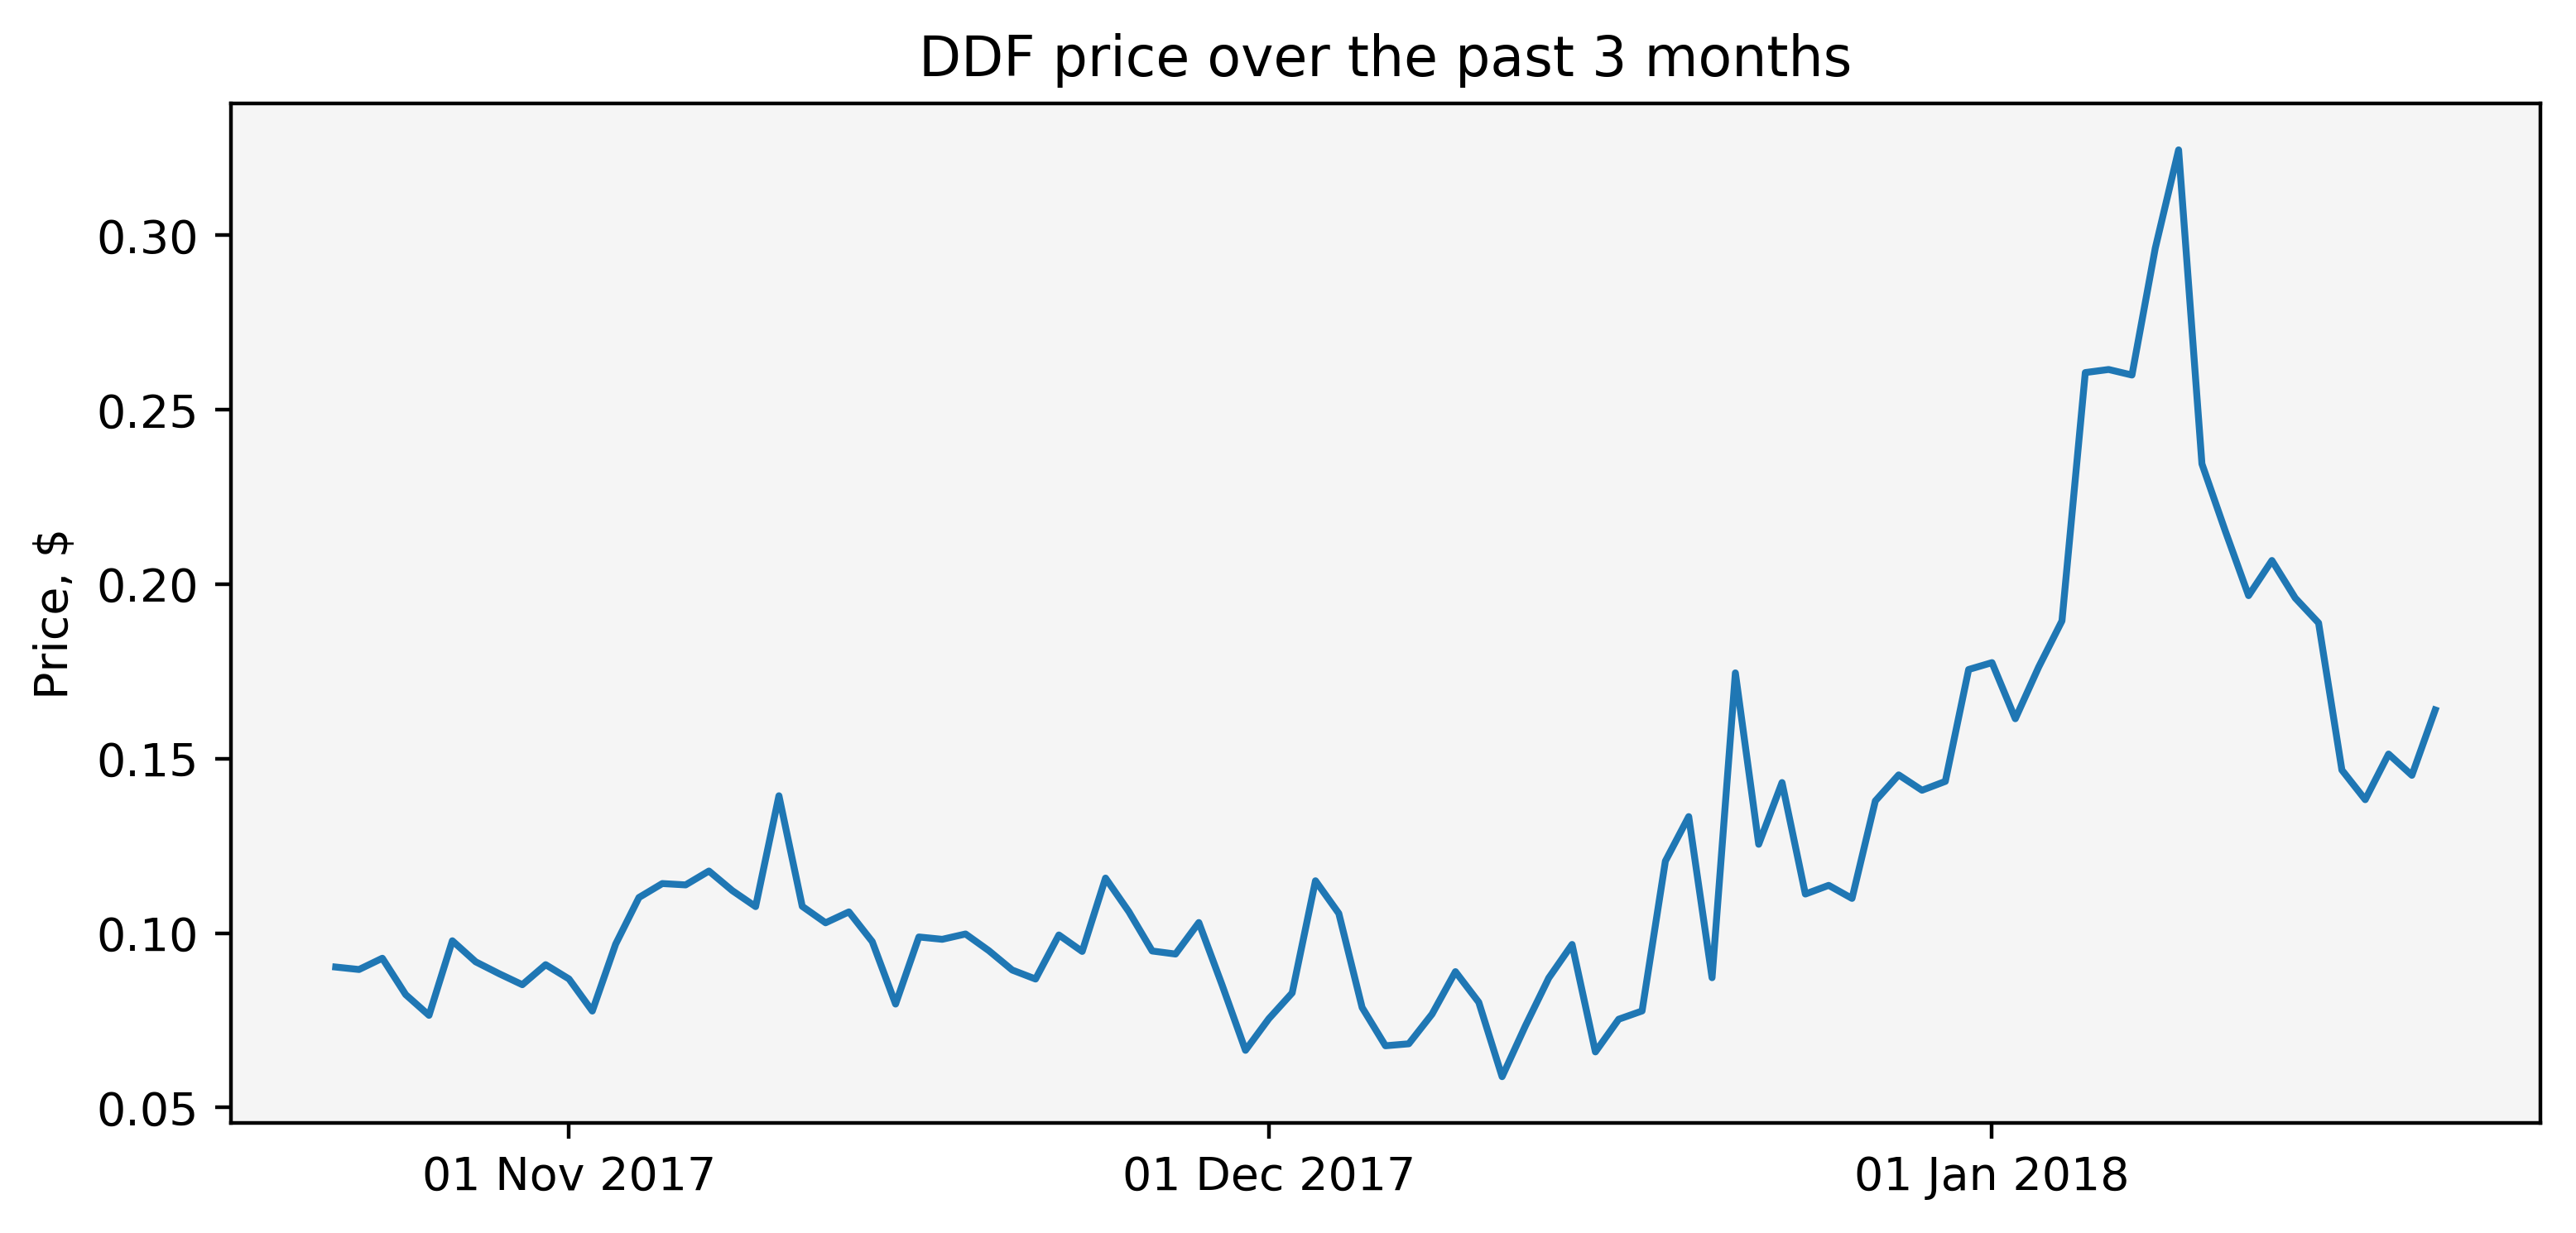 DDF price over the past 3 months
Price, $
0.30
0.25
0.20
0.15
0.10
0.05
01 Nov 2017
01 Dec 2017
01 Jan 2018